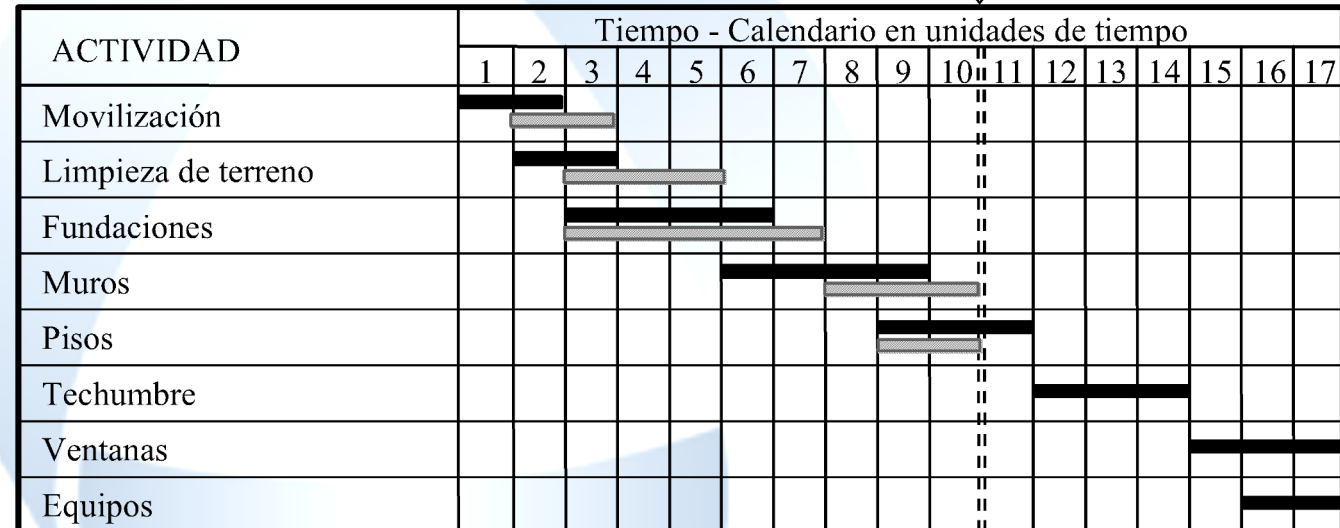 ACTIVIDAD
Tiempo - Calendario en unidades de tiempo
1 2 3 4 5 6 7 8 9 10 11 12 13 14 15 16 17
Movilización
Limpieza de terreno
Fundaciones
Muros
Pisos
Techumbre
Ventanas
Equipos